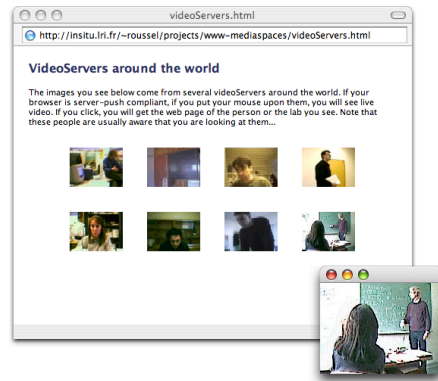 videoServers.html
http://insitu.lri.fr/~roussel/projects/www-mediaspaces/videoServers.html
VideoServers around the world
The images you see below come from several videoServers around the world. If your
browser is server-push compliant, if you put your mouse upon them, you will see live
video. If you click, you will get the web page of the person or the lab you see. Note that
these people are usually aware that you are looking at them...